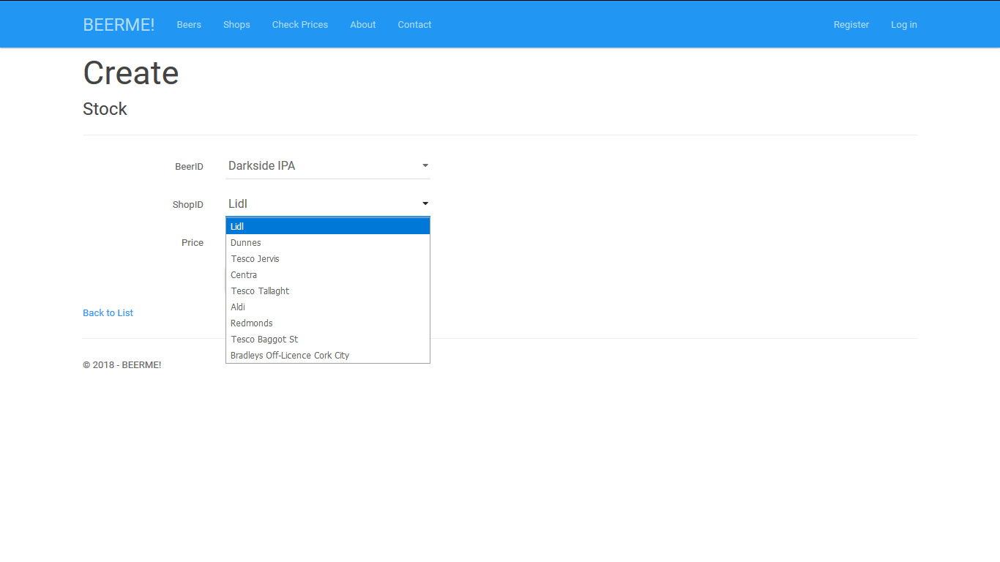 BEERME! Beers Shops Check Prices About Contact Register Log in
Create
Stock
BeerID Darkside IPA
ShopID Lidl
Lidl
Dunnes
Price
Tesco Jervis
Centra
Tesco Tallaght
Aldi
Back to List
Redmonds
Tesco Baggot St
Bradleys Off-Licence Cork City
© 2018 - BEERME!